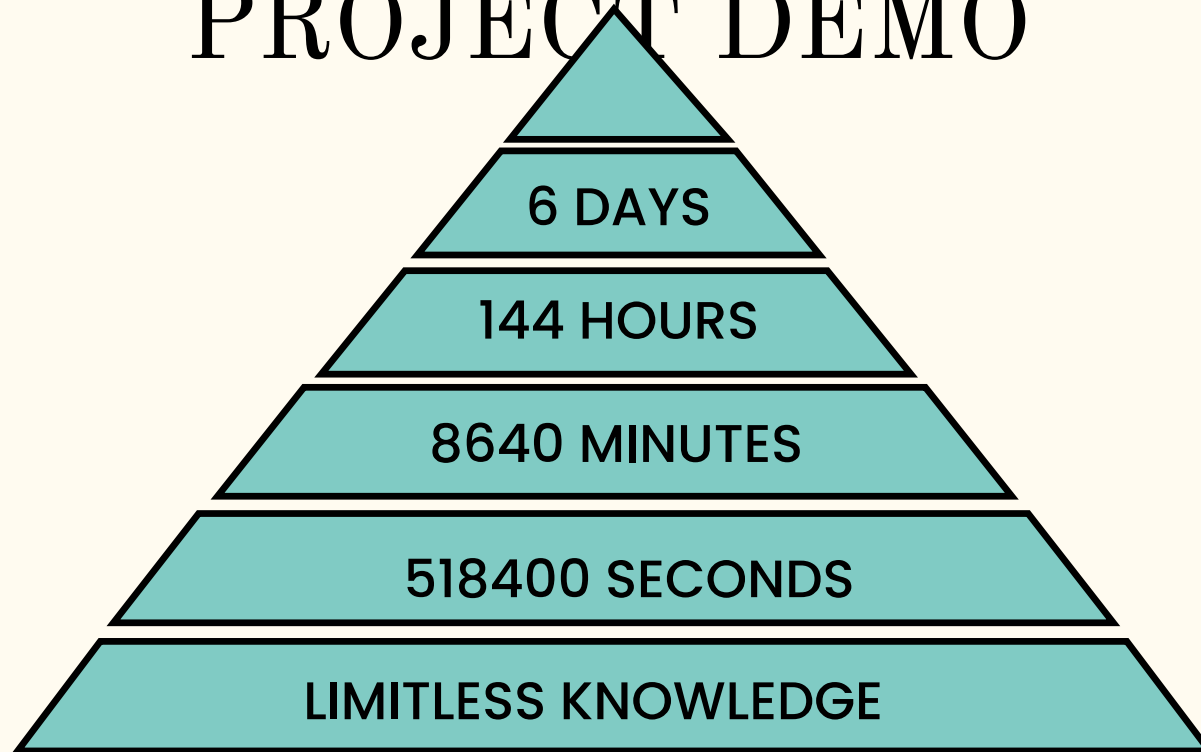 PROJECT DEMO
6 DAYS
144 HOURS
8640 MINUTES
518400 SECONDS
LIMITLESS KNOWLEDGE